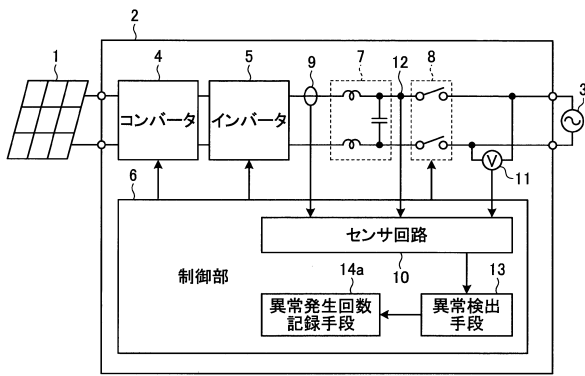 2
1
4
5
9
7
12
8
3
コンバータ
インバータ
V
11
6
センサ回路
10
制御部
14a
13
異常発生回数
記録手段
異常検出
手段